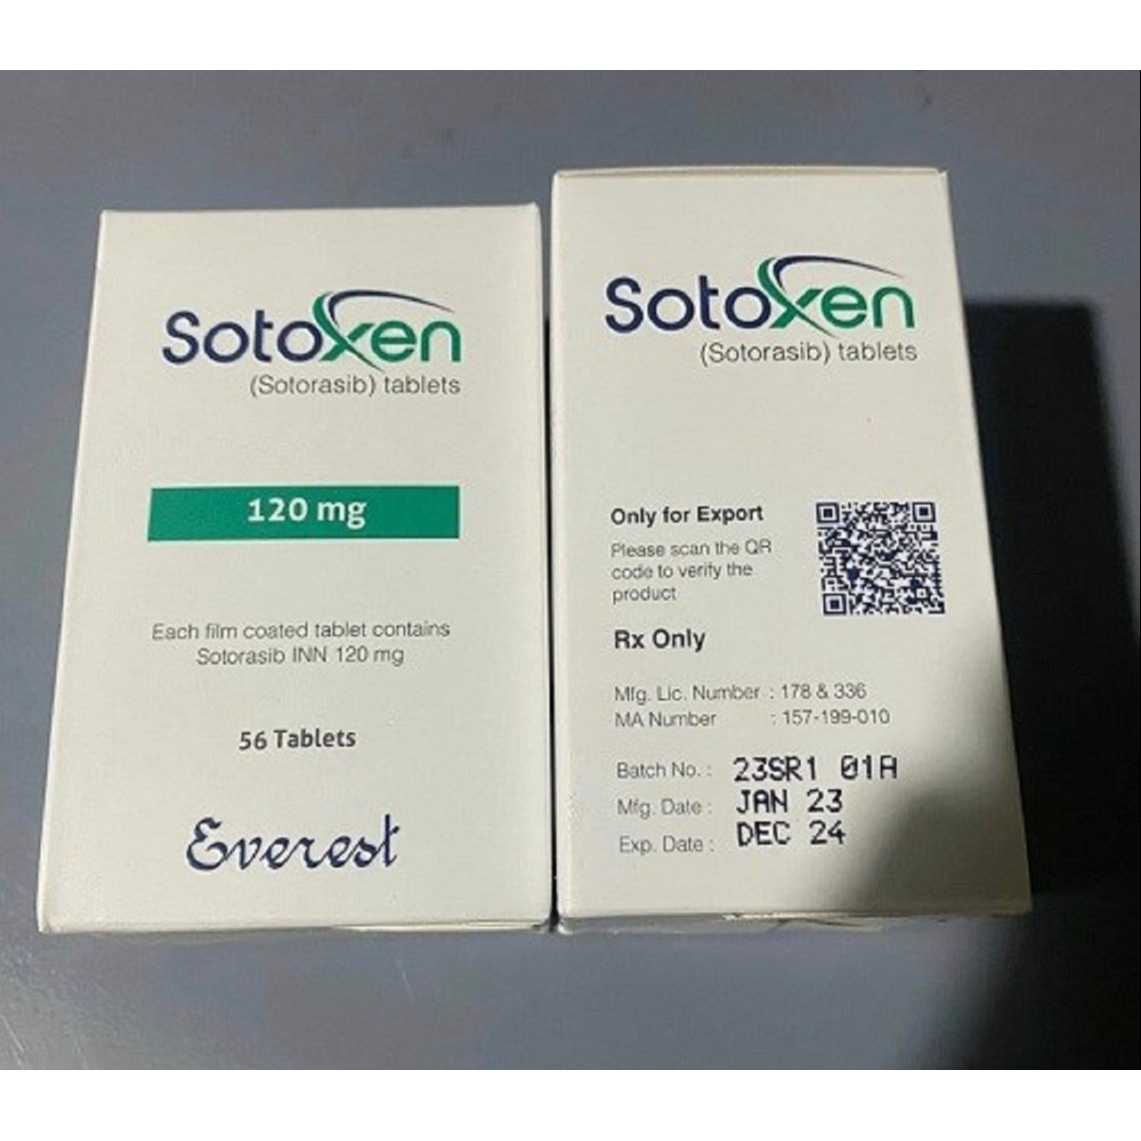 Sotoxen
(Sotorasib) tablets
120 mg
Each film coated tablet contains
Sotorasib INN 120 mg
56 Tablets
Everest
Sotoxen
(Sotorasib) tablets
Only for Export
Please scan the QR
code to verify the
product
Rx Only
Mfg. Lic. Number : 178 & 336
MA Number : 157-199-010
Batch No. : 23SR1 01A
Mfg. Date : JAN 23
Exp. Date : DEC 24